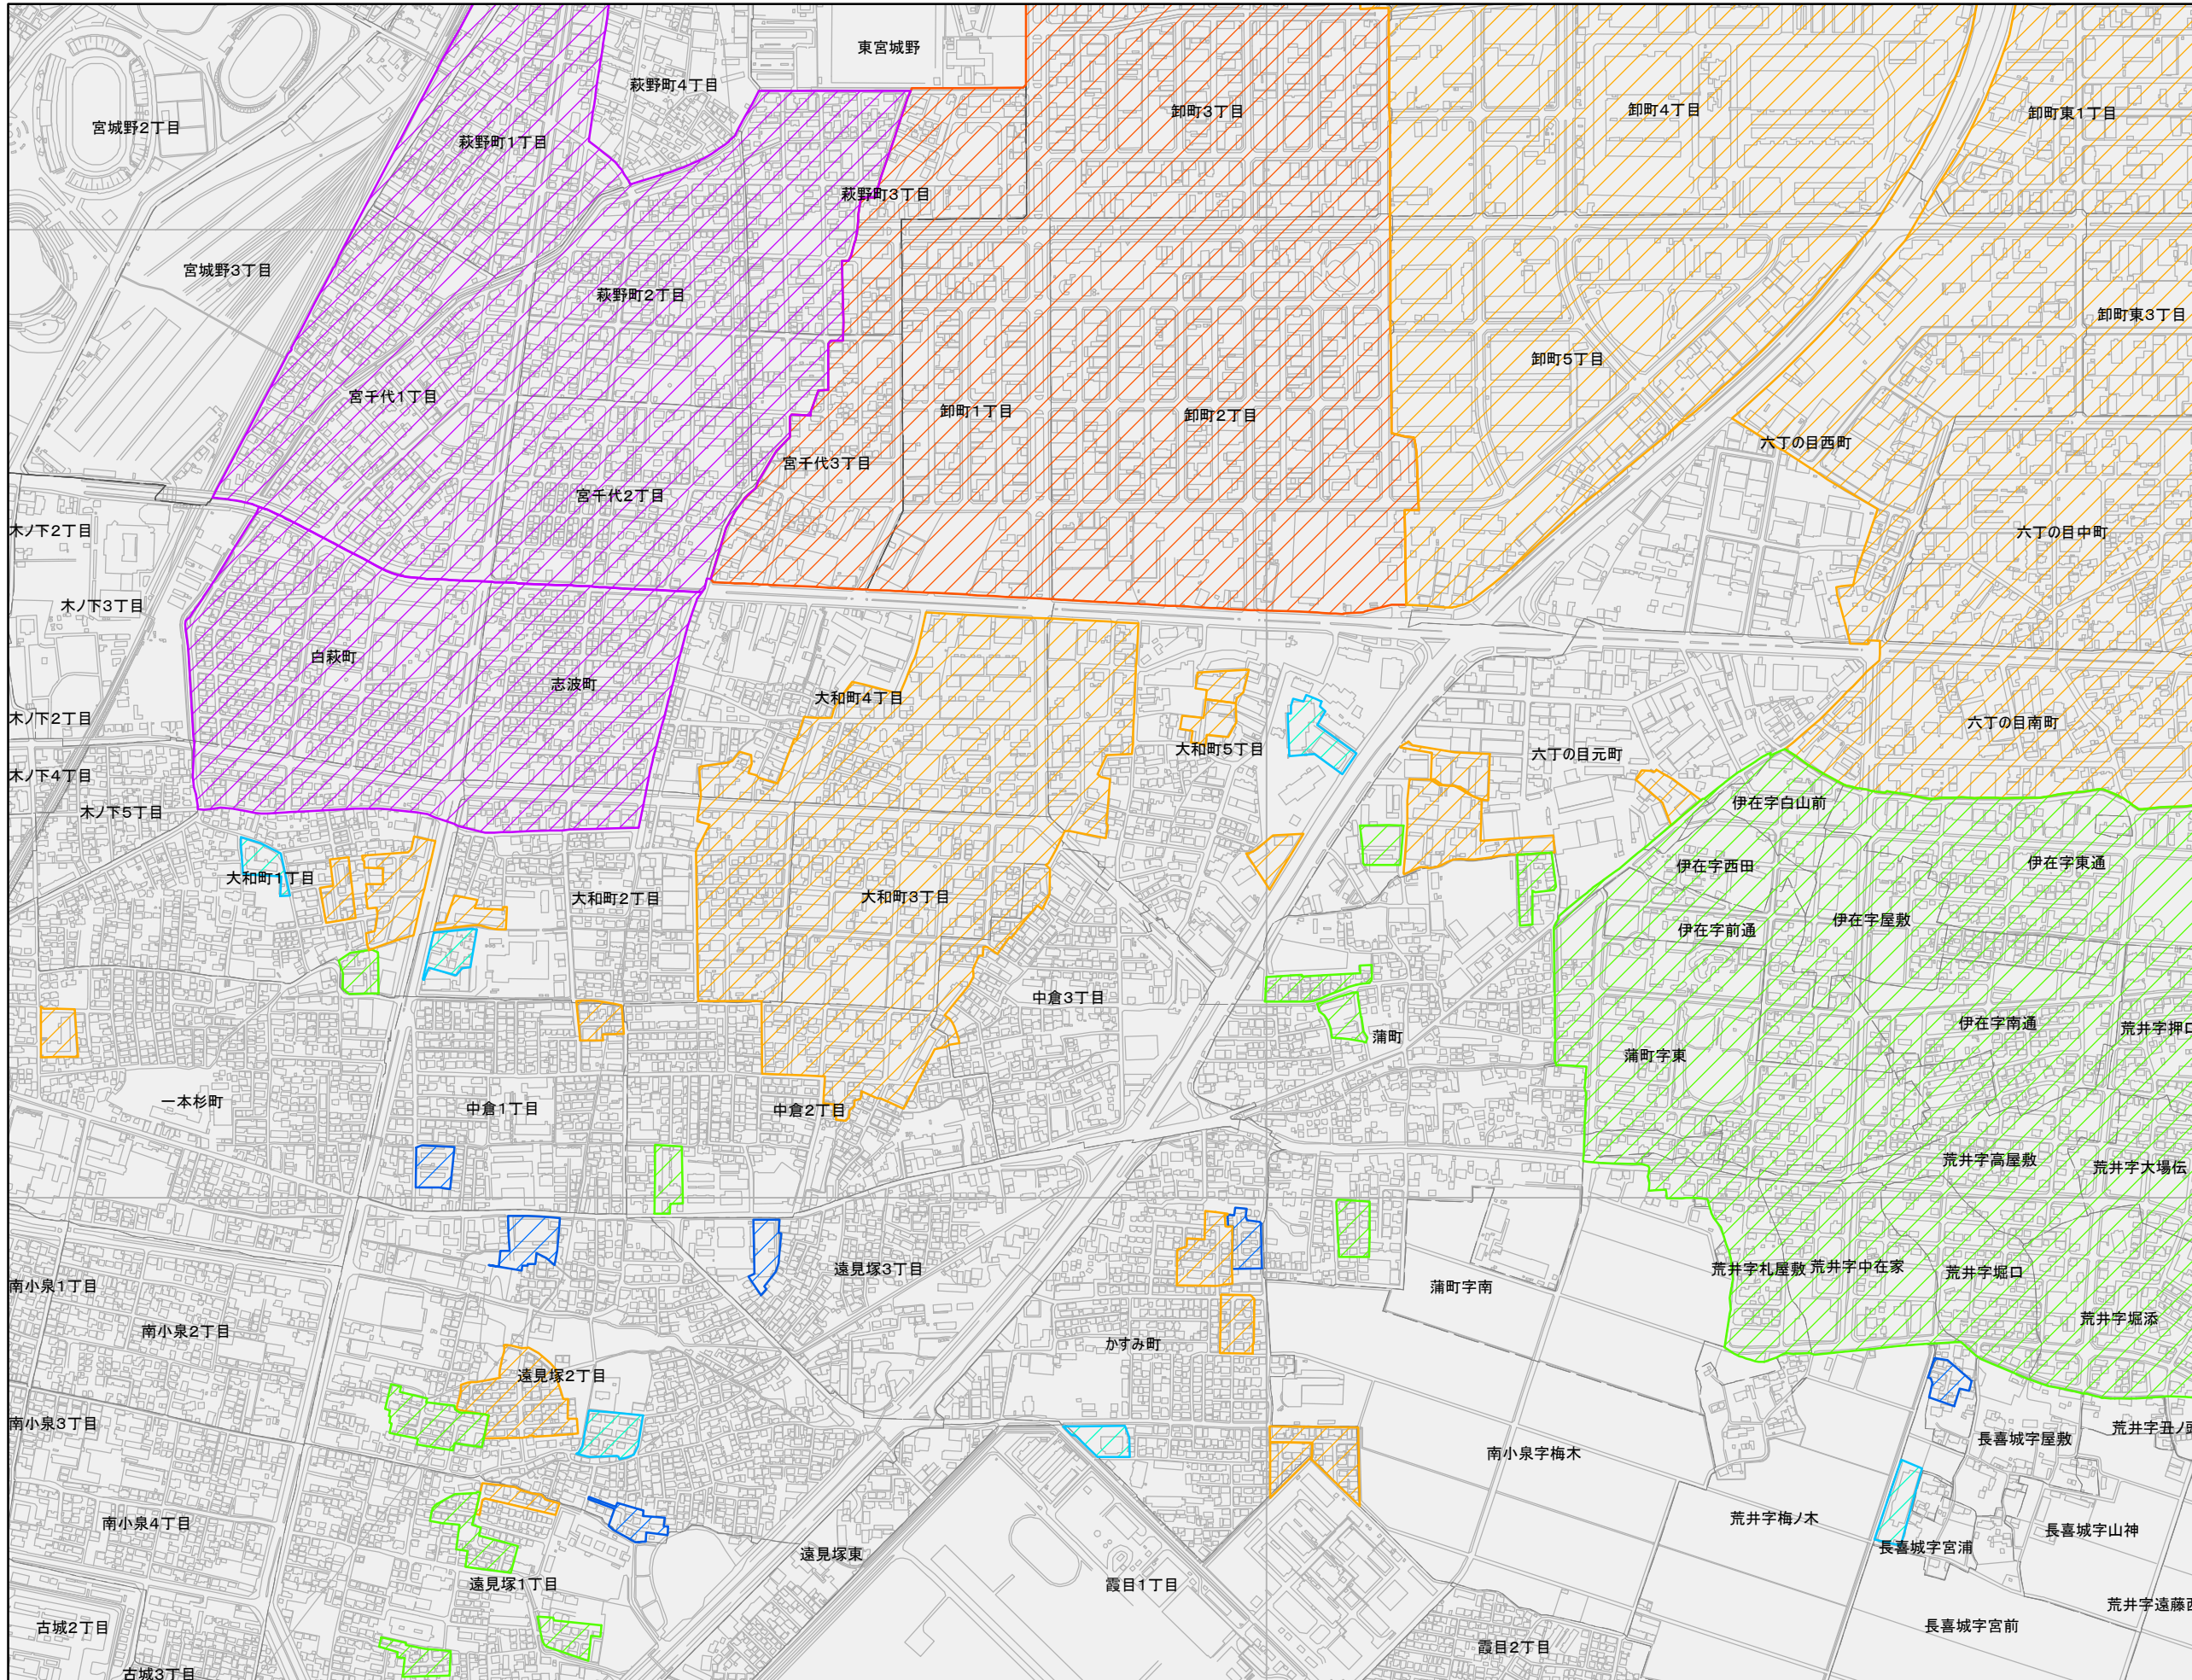 東宮城野
萩野町4丁目
卸町3丁目
卸町4丁目
卸町東1丁目
宮城野2丁目
萩野町1丁目
萩野町3丁目
宮城野3丁目
萩野町2丁目
卸町東3丁目
卸町5丁目
宮千代1丁目
卸町1丁目
卸町2丁目
六丁の目西町
宮千代3丁目
宮千代2丁目
木ノ下2丁目
六丁の目中町
木ノ下3丁目
白萩町
志波町
大和町4丁目
木ノ下2丁目
六丁の目南町
大和町5丁目
六丁の目元町
木ノ下4丁目
伊在字白山前
木ノ下5丁目
伊在字西田
伊在字東通
大和町1丁目
大和町2丁目
大和町3丁目
伊在字屋敷
伊在字前通
中倉3丁目
伊在字南通
荒井字押口
蒲町
蒲町字東
一本杉町
中倉1丁目
中倉2丁目
荒井字高屋敷
荒井字大場伝
遠見塚3丁目
荒井字札屋敷
荒井字中在家
荒井字堀口
南小泉1丁目
蒲町字南
荒井字堀添
南小泉2丁目
かすみ町
遠見塚2丁目
南小泉3丁目
荒井字丑ノ
長喜城字屋敷
南小泉字梅木
荒井字梅ノ木
南小泉4丁目
長喜城字山神
長喜城字宮浦
遠見塚東
遠見塚1丁目
霞目1丁目
荒井字遠藤
古城2丁目
長喜城字宮前
霞目2丁目
古城3丁目